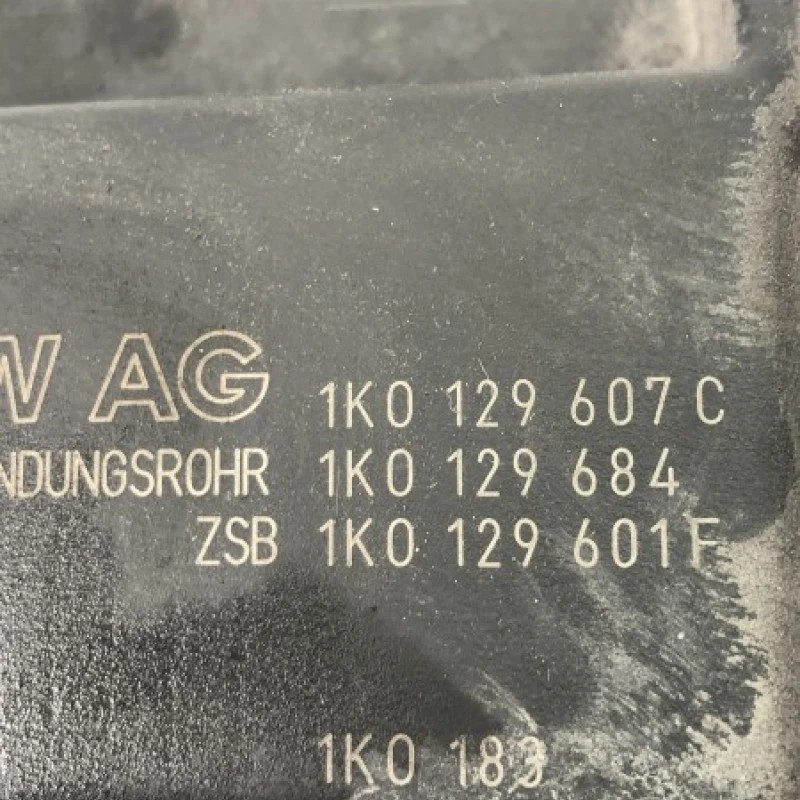 W AG 1K0 129 607 C
NDUNGSROHR 1K0 129 684
ZSB 1K0 129 601 F
1K0 183